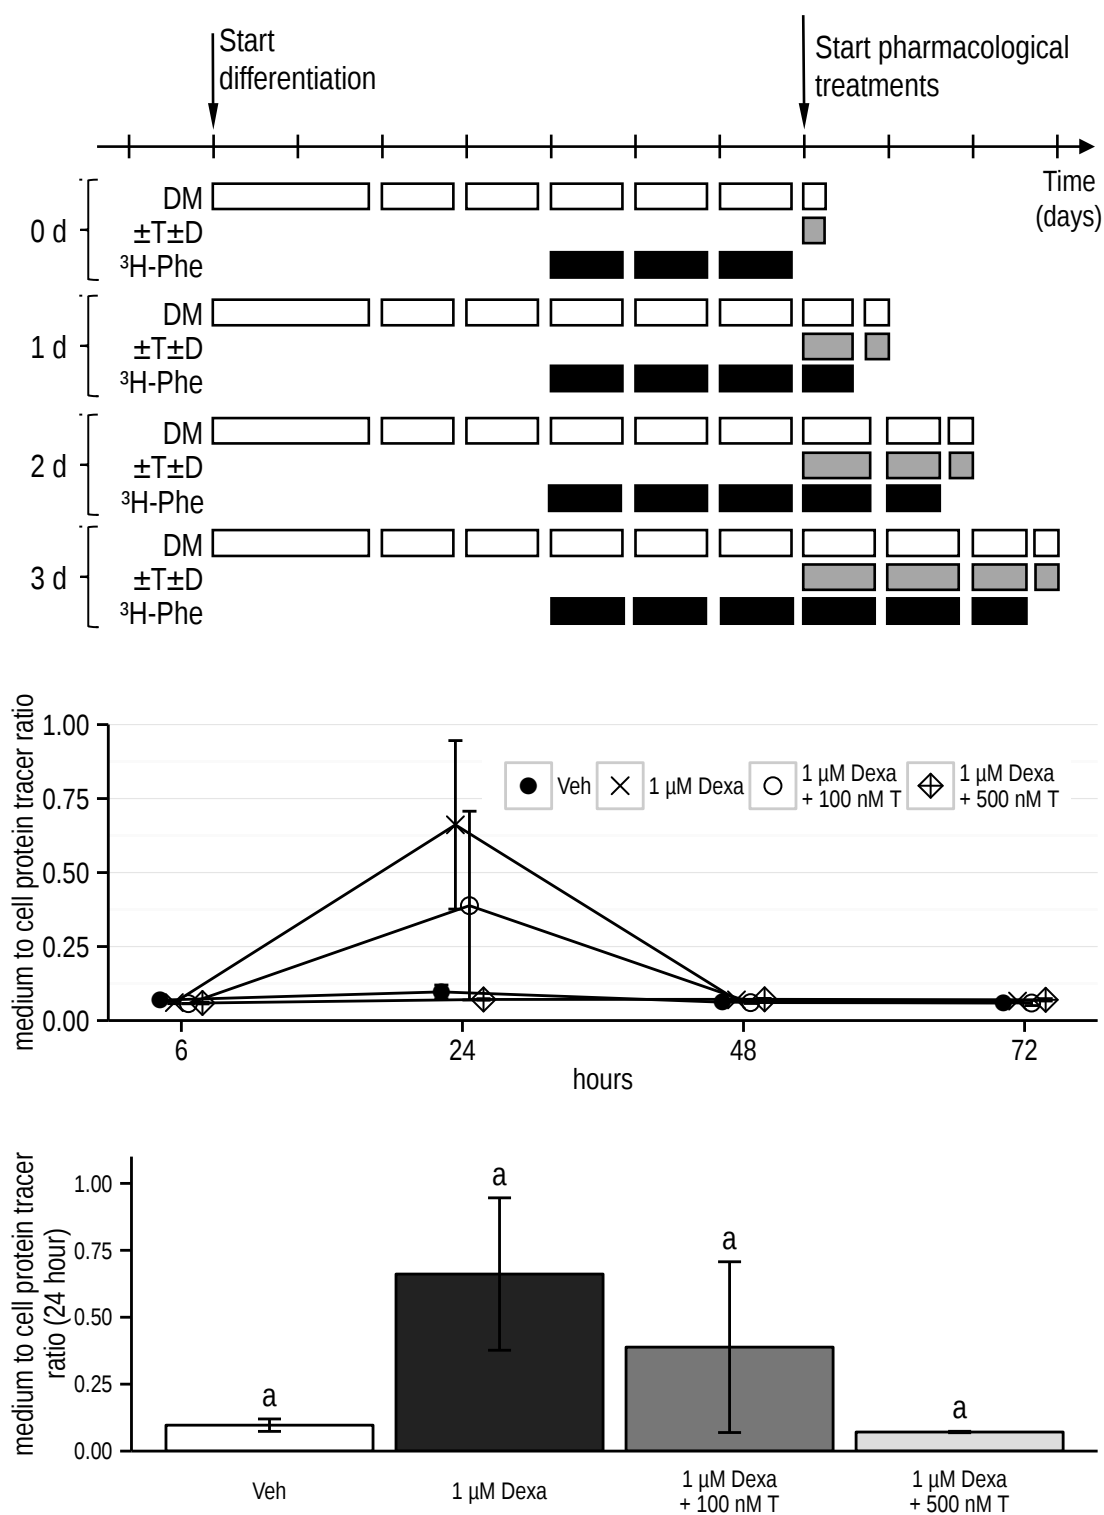 Start
differentiation
Start pharmacological
treatments
Time
(days)
0 d
DM
±T±D
³H-Phe
1 d
DM
±T±D
³H-Phe
2 d
DM
±T±D
³H-Phe
3 d
DM
±T±D
³H-Phe
medium to cell protein tracer ratio
1.00
0.75
0.50
0.25
0.00
Veh
1 µM Dexa
1 µM Dexa
+ 100 nM T
1 µM Dexa
+ 500 nM T
6
24
48
72
hours
medium to cell protein tracer
ratio (24 hour)
1.00
0.75
0.50
0.25
0.00
a
a
a
a
Veh
1 µM Dexa
1 µM Dexa
+ 100 nM T
1 µM Dexa
+ 500 nM T